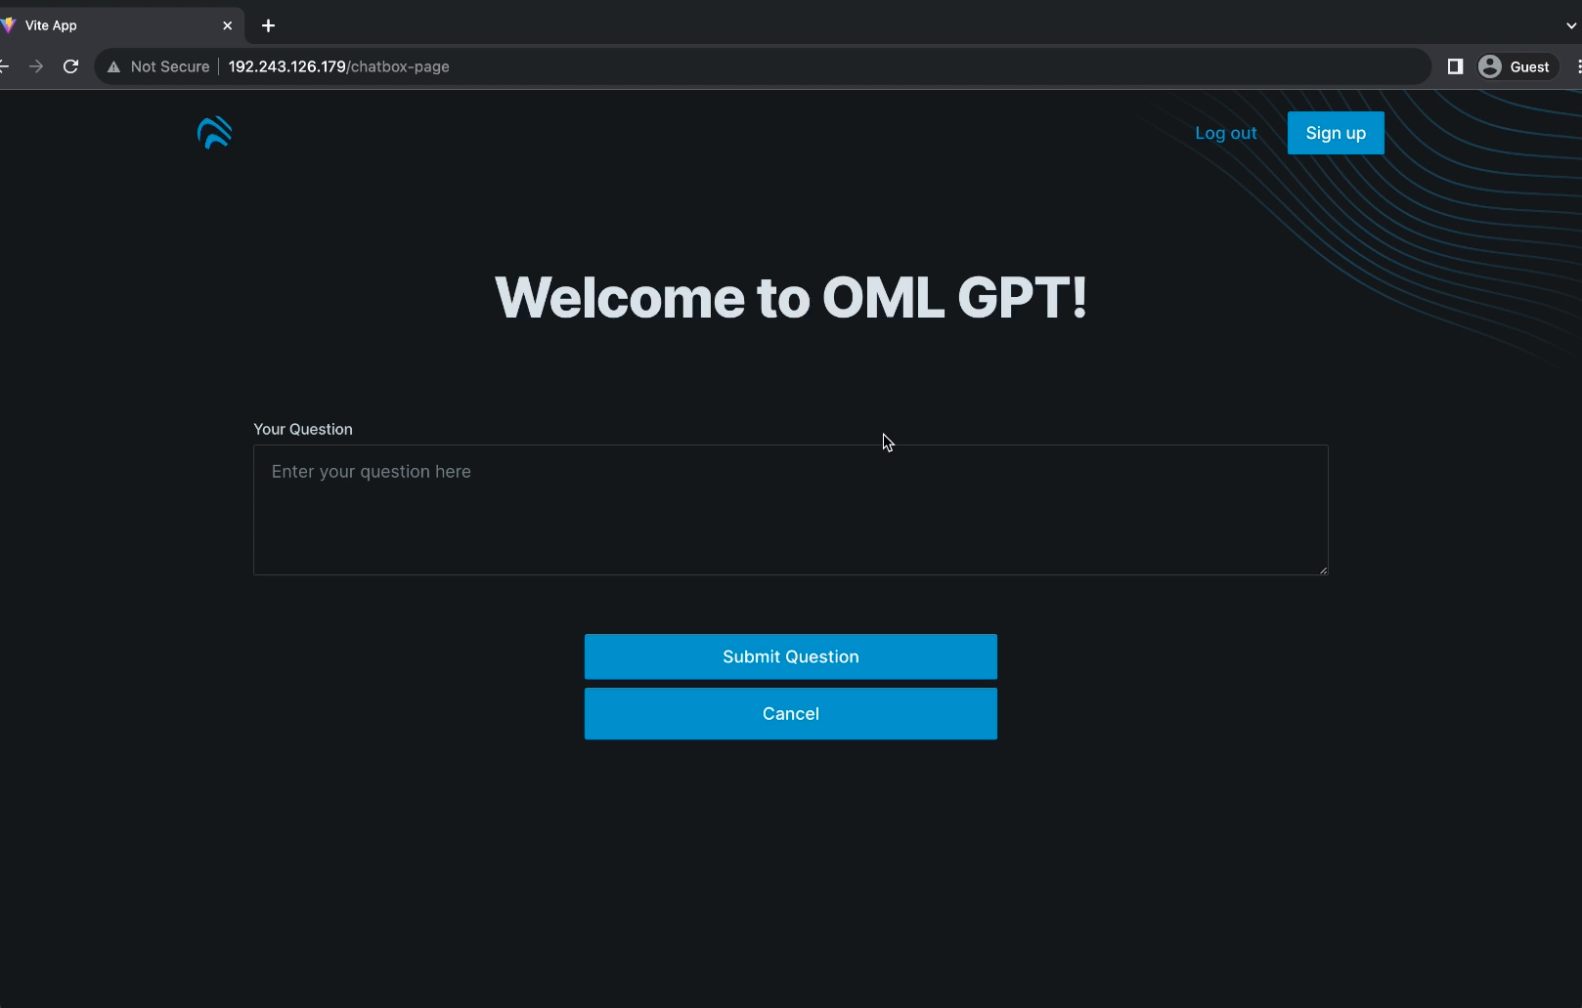 Vite App
Not Secure
192.243.126.179/chatbox-page
Guest
Log out
Sign up
Welcome to OML GPT!
Your Question
Enter your question here
Submit Question
Cancel